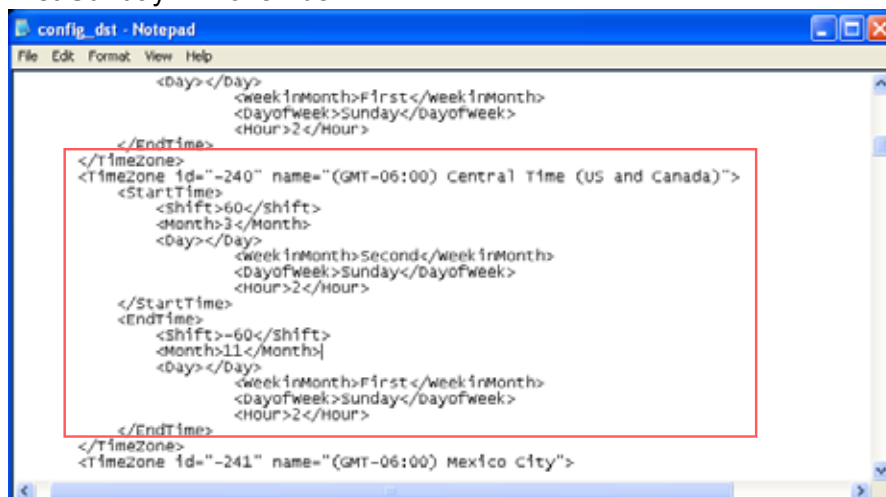 config_dst - Notepad
File Edit Format View Help
<Day></Day>
<WeekInMonth>First</WeekInMonth>
<DayofWeek>Sunday</DayofWeek>
<Hour>2</Hour>
</EndTime>
</TimeZone>
<TimeZone id="-240" name="(GMT-06:00) Central Time (US and Canada)">
<StartTime>
<Shift>60</Shift>
<Month>3</Month>
<Day></Day>
<WeekInMonth>Second</WeekInMonth>
<DayofWeek>Sunday</DayofWeek>
<Hour>2</Hour>
</StartTime>
<EndTime>
<Shift>-60</Shift>
<Month>11</Month>
<Day></Day>
<WeekInMonth>First</WeekInMonth>
<DayofWeek>Sunday</DayofWeek>
<Hour>2</Hour>
</EndTime>
</TimeZone>
<TimeZone id="-241" name="(GMT-06:00) Mexico City">